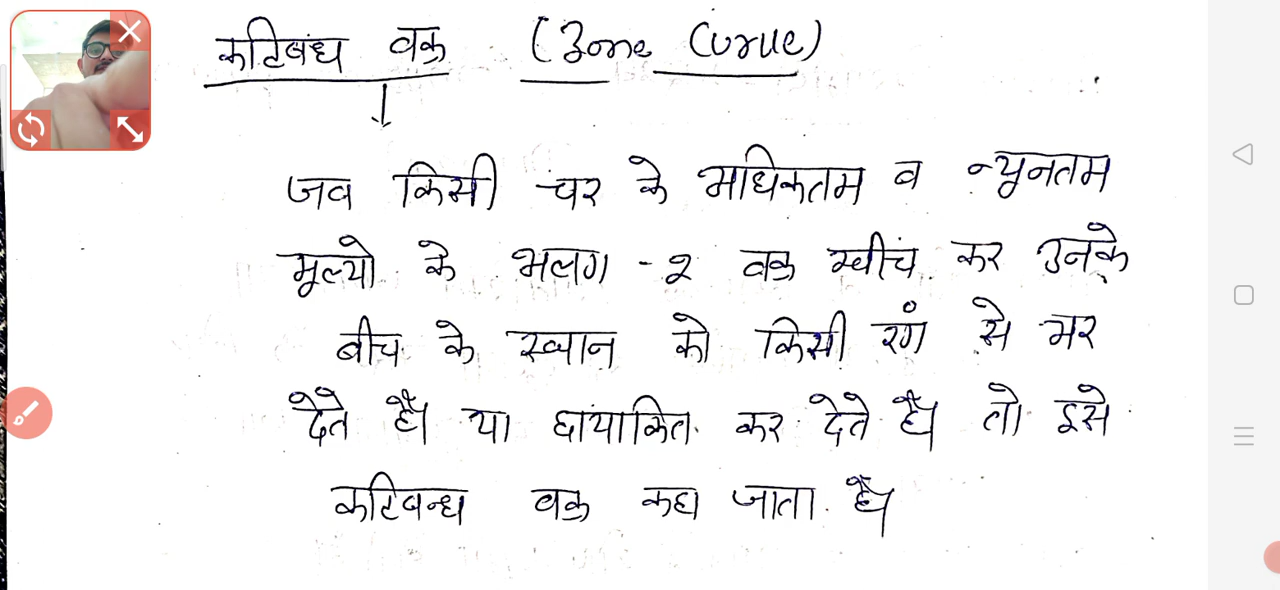 कटिबंध वक्र (Zone Curve)
जब किसी चर के अधिकतम व न्यूनतम
मूल्यो के अलग -२ वक्र खीचं कर उनके
बीच के स्थान को किसी रंग से भर
देते है। या छायाकित कर देते है। तो इसे
कटिबन्ध वक्र कहा जाता है।